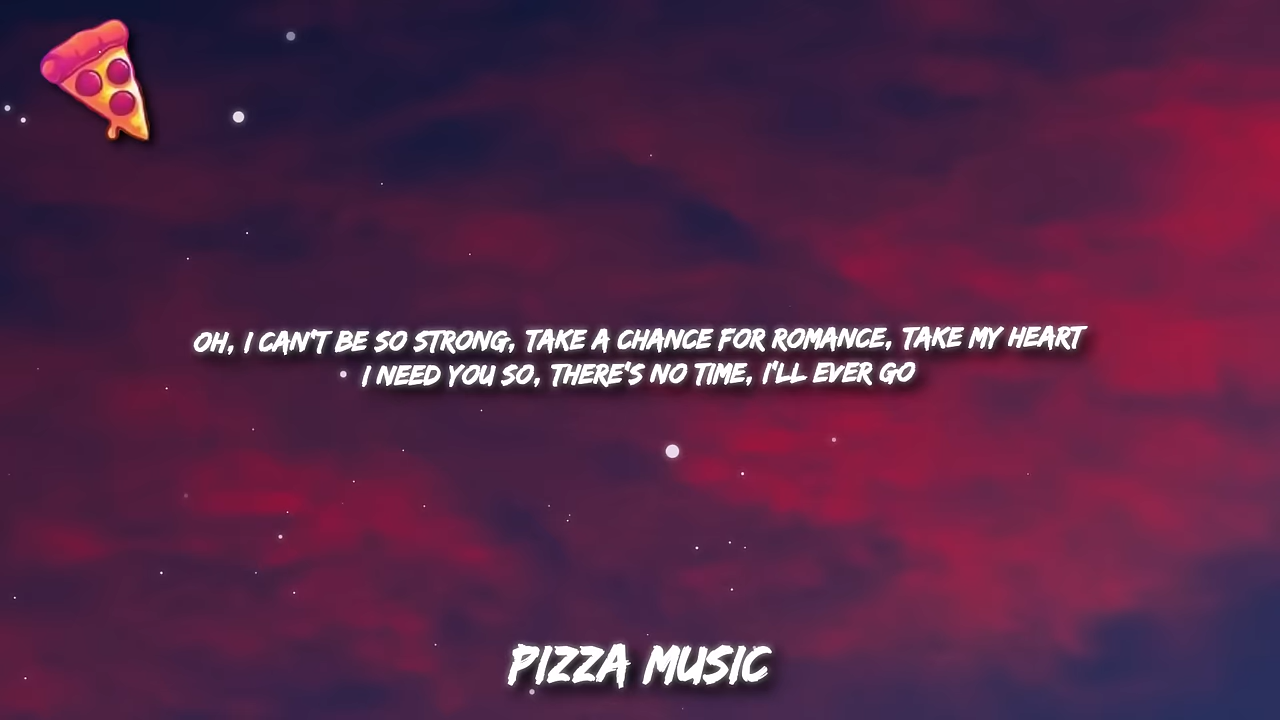 OH, I CAN'T BE SO STRONG, TAKE A CHANCE FOR ROMANCE, TAKE MY HEART
I NEED YOU SO, THERE'S NO TIME, I'LL EVER GO
PIZZA MUSIC